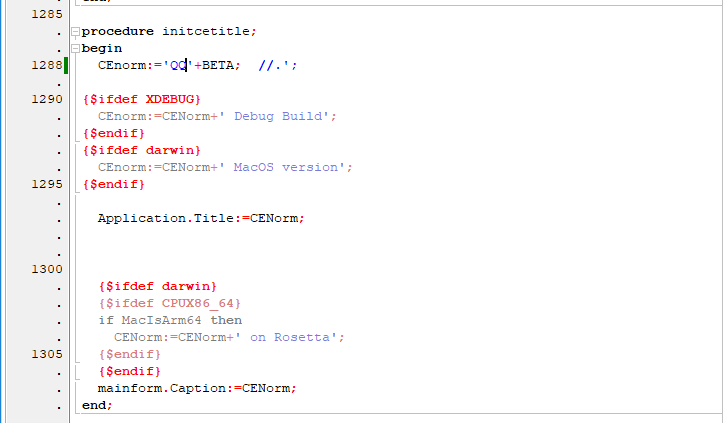 1285
procedure initcetitle;
begin
1288 CEnorm:='QQ'+BETA;  //.';
1290 {$ifdef XDEBUG}
CEnorm:=CENorm+' Debug Build';
{$endif}
{$ifdef darwin}
CEnorm:=CENorm+' MacOS version';
1295 {$endif}
Application.Title:=CENorm;
1300
{$ifdef darwin}
{$ifdef CPUX86_64}
if MacIsArm64 then
CENorm:=CENorm+' on Rosetta';
1305 {$endif}
{$endif}
mainform.Caption:=CENorm;
end;